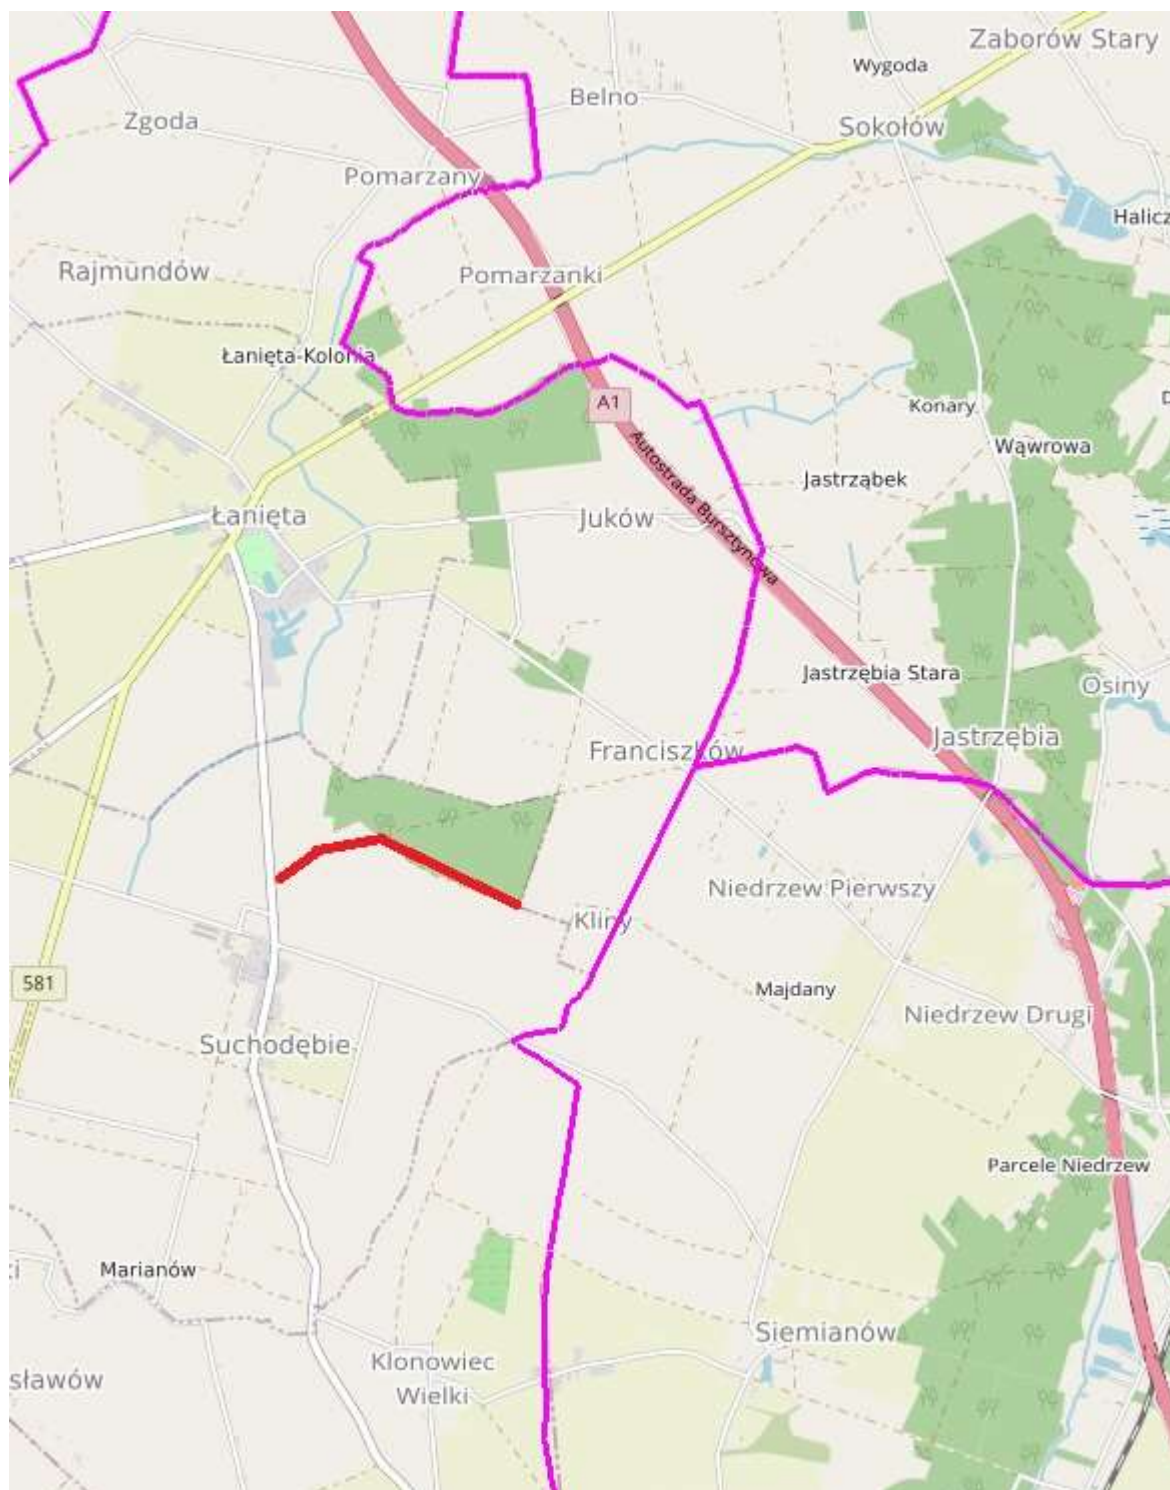 Zaborów Stary
Wygoda
Belno
Zgoda
Sokołów
Pomarzany
Halicz
Rajmundów
Pomarzanki
Łanięta-Kolonia
A1
Konary
D
Autostrada Bursztynowa
Wąwrowa
Jastrząbek
Łanięta
Juków
Jastrzębia Stara
Osiny
Franciszków
Jastrzębia
Niedrzew Pierwszy
Kliny
581
Majdany
Niedrzew Drugi
Suchodębie
Parcele Niedrzew
Marianów
ki
Siemianów
Klonowiec
Wielki
sławów